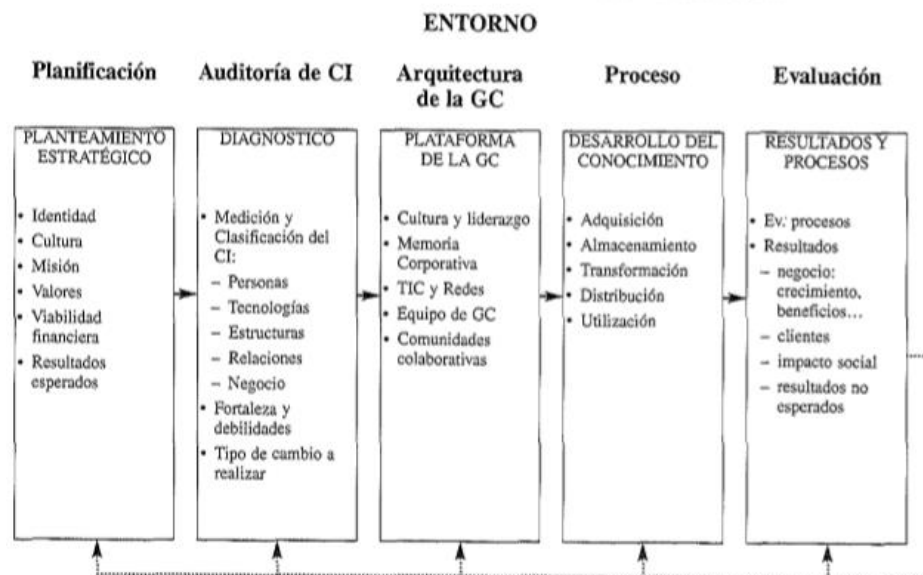 ENTORNO
Planificación
Auditoría de CI
Arquitectura
de la GC
Proceso
Evaluación
PLANTEAMIENTO
ESTRATÉGICO
• Identidad
• Cultura
• Misión
• Valores
• Viabilidad
financiera
• Resultados
esperados
DIAGNOSTICO
• Medición y
Clasificación del
CI:
– Personas
– Tecnologías
– Estructuras
– Relaciones
– Negocio
• Fortaleza y
debilidades
• Tipo de cambio a
realizar
PLATAFORMA
DE LA GC
• Cultura y liderazgo
• Memoria
Corporativa
• TIC y Redes
• Equipo de GC
• Comunidades
colaborativas
DESARROLLO DEL
CONOCIMIENTO
• Adquisición
• Almacenamiento
• Transformación
• Distribución
• Utilización
RESULTADOS Y
PROCESOS
• Ev. procesos
• Resultados
– negocio:
crecimiento,
beneficios...
– clientes
– impacto social
– resultados no
esperados